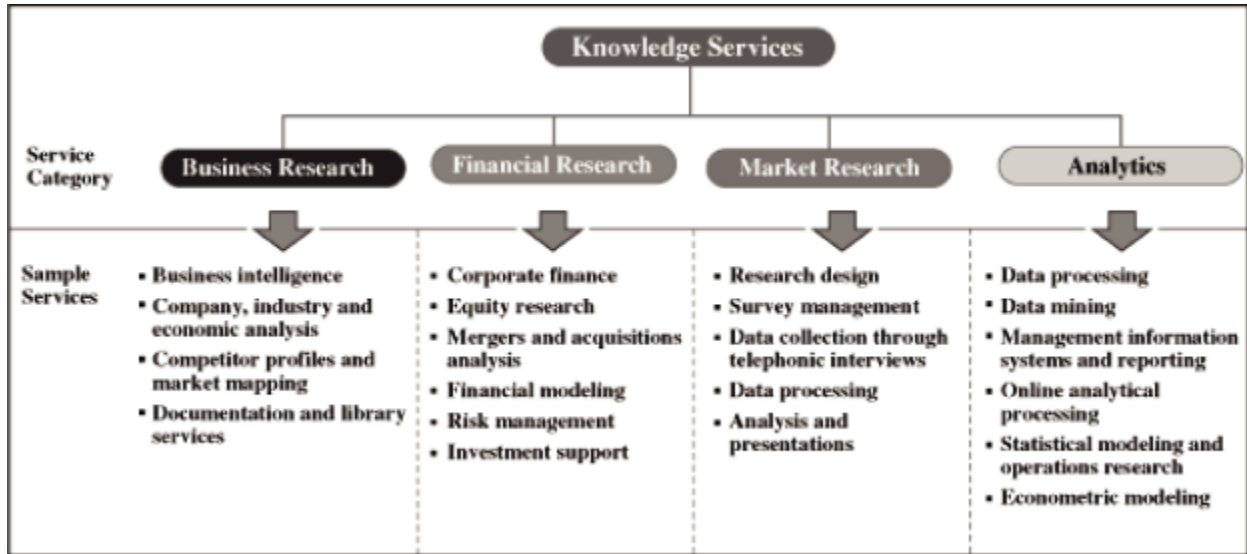 Knowledge Services
Service
Category
Business Research
Financial Research
Market Research
Analytics
Sample
Services
▪ Business intelligence
▪ Company, industry and
economic analysis
▪ Competitor profiles and
market mapping
▪ Documentation and library
services
▪ Corporate finance
▪ Equity research
▪ Mergers and acquisitions
analysis
▪ Financial modeling
▪ Risk management
▪ Investment support
▪ Research design
▪ Survey management
▪ Data collection through
telephonic interviews
▪ Data processing
▪ Analysis and
presentations
▪ Data processing
▪ Data mining
▪ Management information
systems and reporting
▪ Online analytical
processing
▪ Statistical modeling and
operations research
▪ Econometric modeling